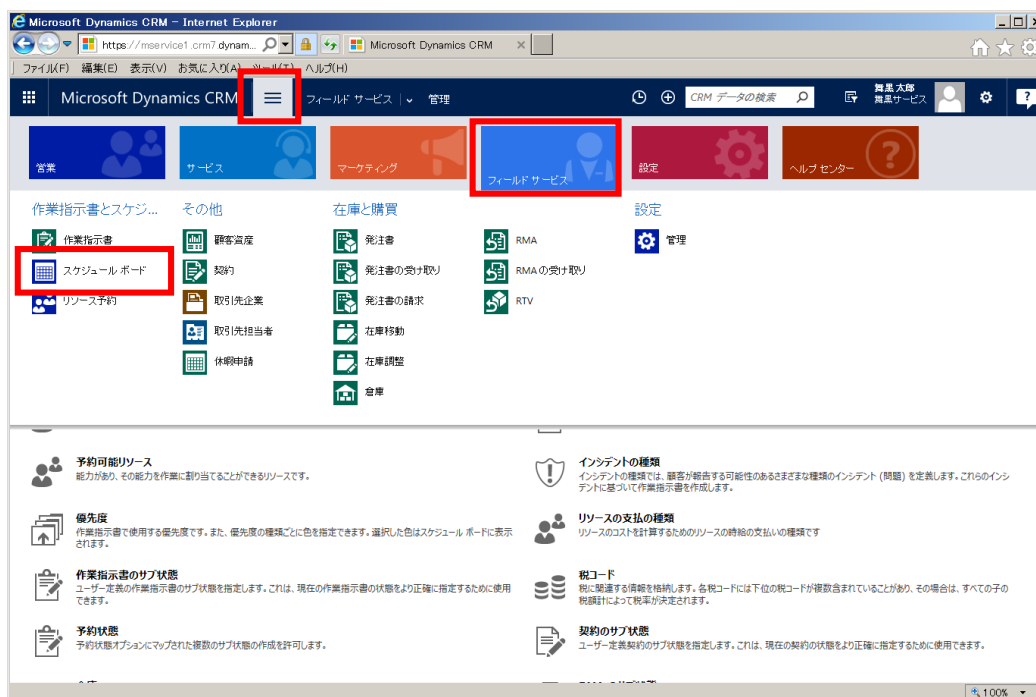 Microsoft Dynamics CRM - Internet Explorer
https://mservice1.crm7.dynam...
Microsoft Dynamics CRM
ファイル(F) 編集(E) 表示(V) お気に入り(A) ツール(T) ヘルプ(H)
Microsoft Dynamics CRM
フィールド サービス
管理
CRM データの検索
舞黒 太郎
舞黒サービス
?
営業
サービス
マーケティング
フィールド サービス
設定
ヘルプ センター
作業指示書とスケジ...
作業指示書
スケジュール ボード
リソース予約
その他
顧客資産
契約
取引先企業
取引先担当者
休暇申請
在庫と購買
発注書
発注書の受け取り
発注書の請求
在庫移動
在庫調整
倉庫
RMA
RMA の受け取り
RTV
設定
管理
予約可能リソース
能力があり、その能力を作業に割り当てることができるリソースです。
インシデントの種類
インシデントの種類では、顧客が報告する可能性のあるさまざまな種類のインシデント (問題) を定義します。これらのインシ
デントに基づいて作業指示書を作成します。
優先度
作業指示書で使用する優先度です。また、優先度の種類ごとに色を指定できます。選択した色はスケジュール ボードに表示
されます。
リソースの支払の種類
リソースのコストを計算するためのリソースの時給の支払いの種類です
作業指示書のサブ状態
ユーザー定義の作業指示書のサブ状態を指定します。これは、現在の作業指示書の状態をより正確に指定するために使用
できます。
税コード
税に関連する情報を格納します。各税コードには下位の税コードが複数含まれていることがあり、その場合は、すべての子の
税額計によって税率が決定されます。
予約状態
予約状態オプションにマップされた複数のサブ状態の作成を許可します。
契約のサブ状態
ユーザー定義契約のサブ状態を指定します。これは、現在の契約の状態をより正確に指定するために使用できます。
100%